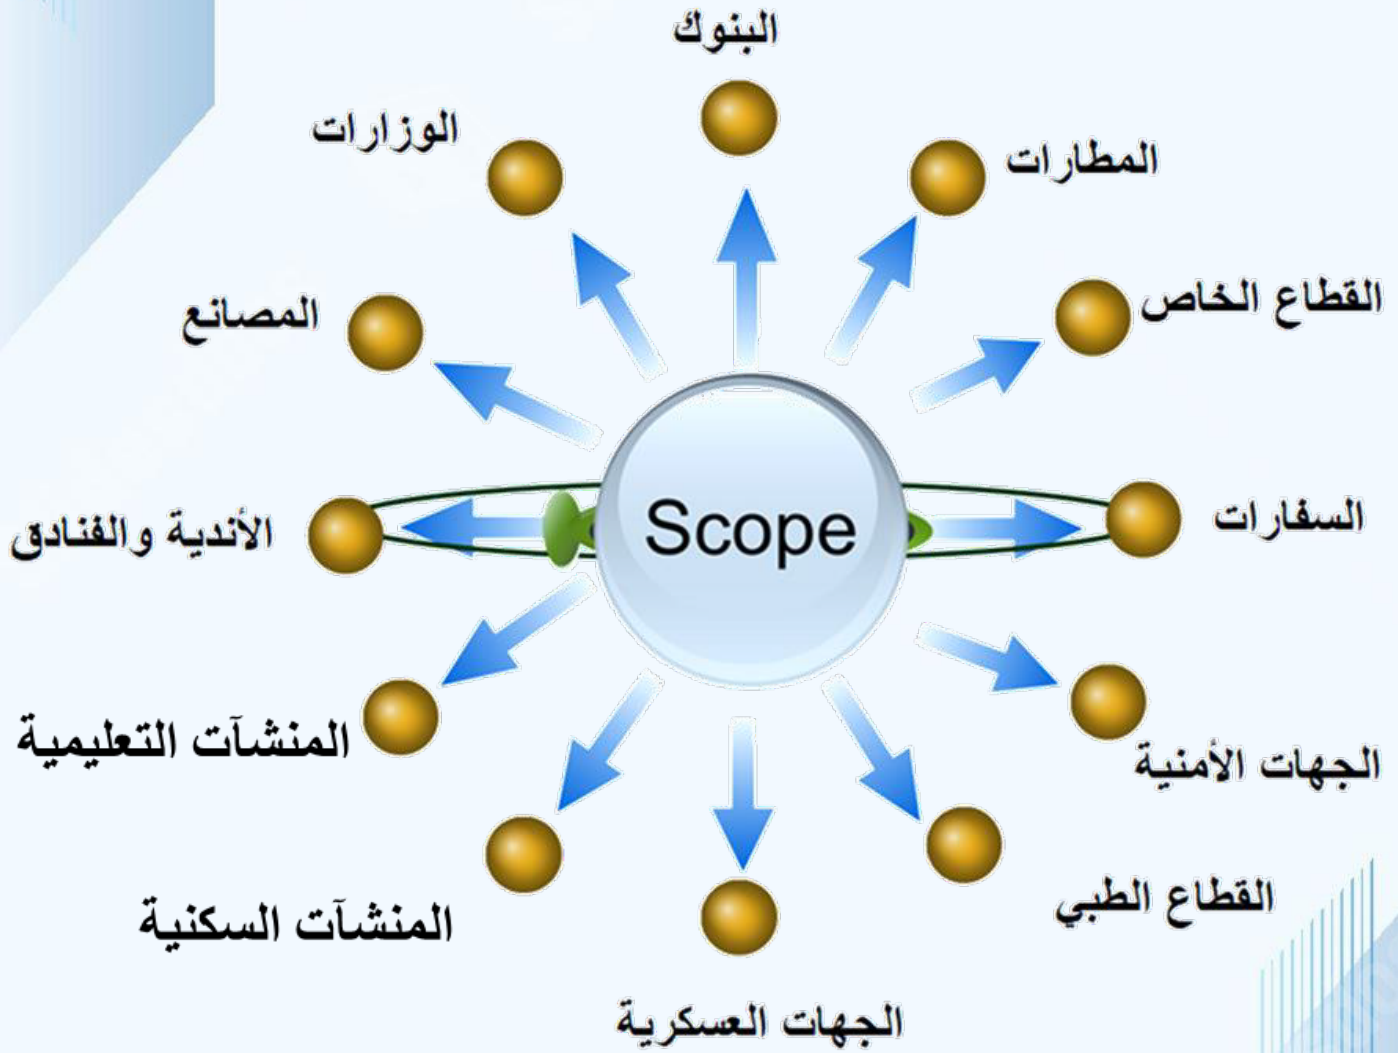 البنوك
الوزارات
المطارات
القطاع الخاص
المصانع
Scope
السفارات
الأندية والفنادق
المنشآت التعليمية
الجهات الأمنية
القطاع الطبي
المنشآت السكنية
الجهات العسكرية